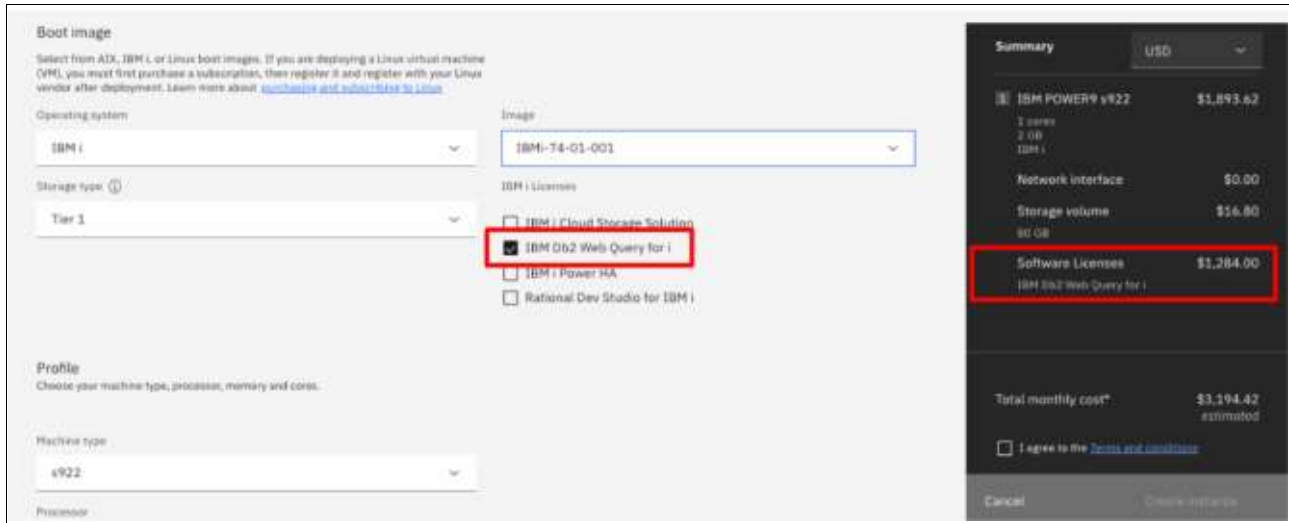 Boot image
Select from AIX, IBM i, or Linux boot images. If you are deploying a Linux virtual machine
(VM), you must first purchase a subscription, then register it and register with your Linux
vendor after deployment. Learn more about purchasing and subscribing to Linux
Operating system
IBM i
Image
IBMi-74-01-001
Storage type
Tier 1
IBM i Licenses
IBM i Cloud Storage Solution
IBM Db2 Web Query for i
IBM i Power HA
Rational Dev Studio for IBM i
Profile
Choose your machine type, processor, memory and cores.
Machine type
s922
Processor
Summary
USD
1 IBM POWER9 s922 $1,893.62
1 cores
2 GB
IBM i
Network interface $0.00
Storage volume $16.80
80 GB
Software Licenses $1,284.00
IBM Db2 Web Query for i
Total monthly cost* $3,194.42
estimated
I agree to the Terms and conditions
Cancel
Create instance